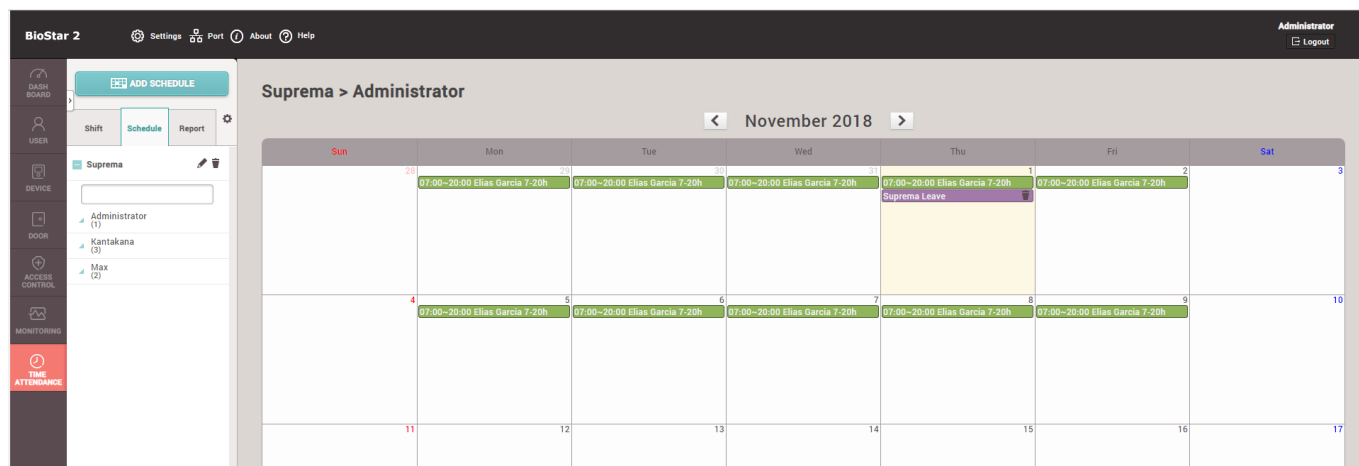 BioStar 2
Settings Port About Help
Administrator
Logout
DASH
BOARD
USER
DEVICE
DOOR
ACCESS
CONTROL
MONITORING
TIME
ATTENDANCE
ADD SCHEDULE
Shift Schedule Report
Suprema
Administrator
(1)
Kantakana
(3)
Max
(2)
Suprema > Administrator
November 2018
Sun Mon Tue Wed Thu Fri Sat
28 29 30 31 1 2 3
07:00~20:00 Elias Garcia 7-20h 07:00~20:00 Elias Garcia 7-20h 07:00~20:00 Elias Garcia 7-20h 07:00~20:00 Elias Garcia 7-20h 07:00~20:00 Elias Garcia 7-20h
Suprema Leave
4 5 6 7 8 9 10
07:00~20:00 Elias Garcia 7-20h 07:00~20:00 Elias Garcia 7-20h 07:00~20:00 Elias Garcia 7-20h 07:00~20:00 Elias Garcia 7-20h 07:00~20:00 Elias Garcia 7-20h
11 12 13 14 15 16 17